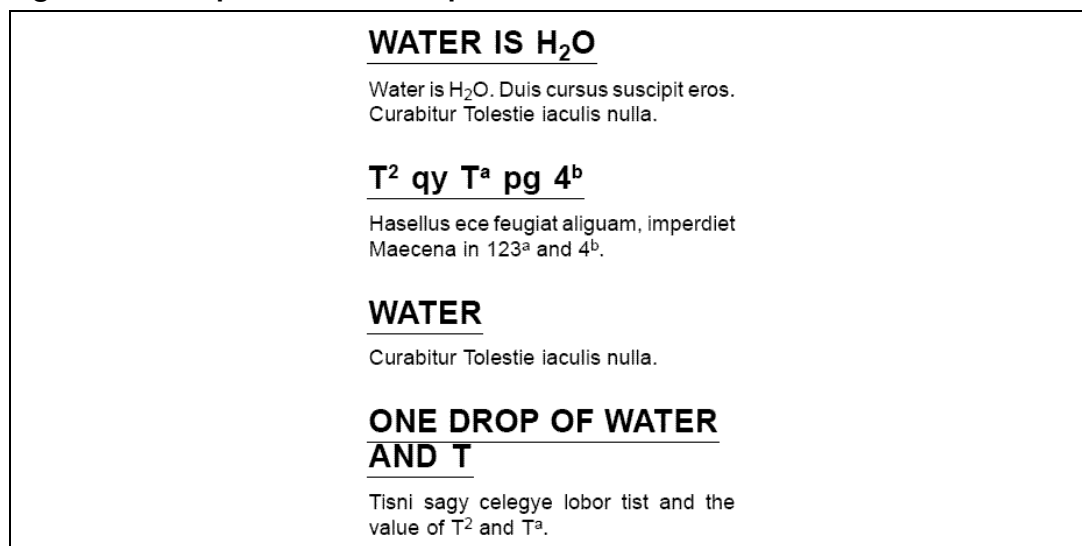 WATER IS H₂O
Water is H₂O. Duis cursus suscipit eros.
Curabitur Tolestie iaculis nulla.
T² qy Tᵃ pg 4ᵇ
Hasellus ece feugiat aliguam, imperdiet
Maecena in 123ᵃ and 4ᵇ.
WATER
Curabitur Tolestie iaculis nulla.
ONE DROP OF WATER
AND T
Tisni sagy celegye lobor tist and the
value of T² and Tᵃ.